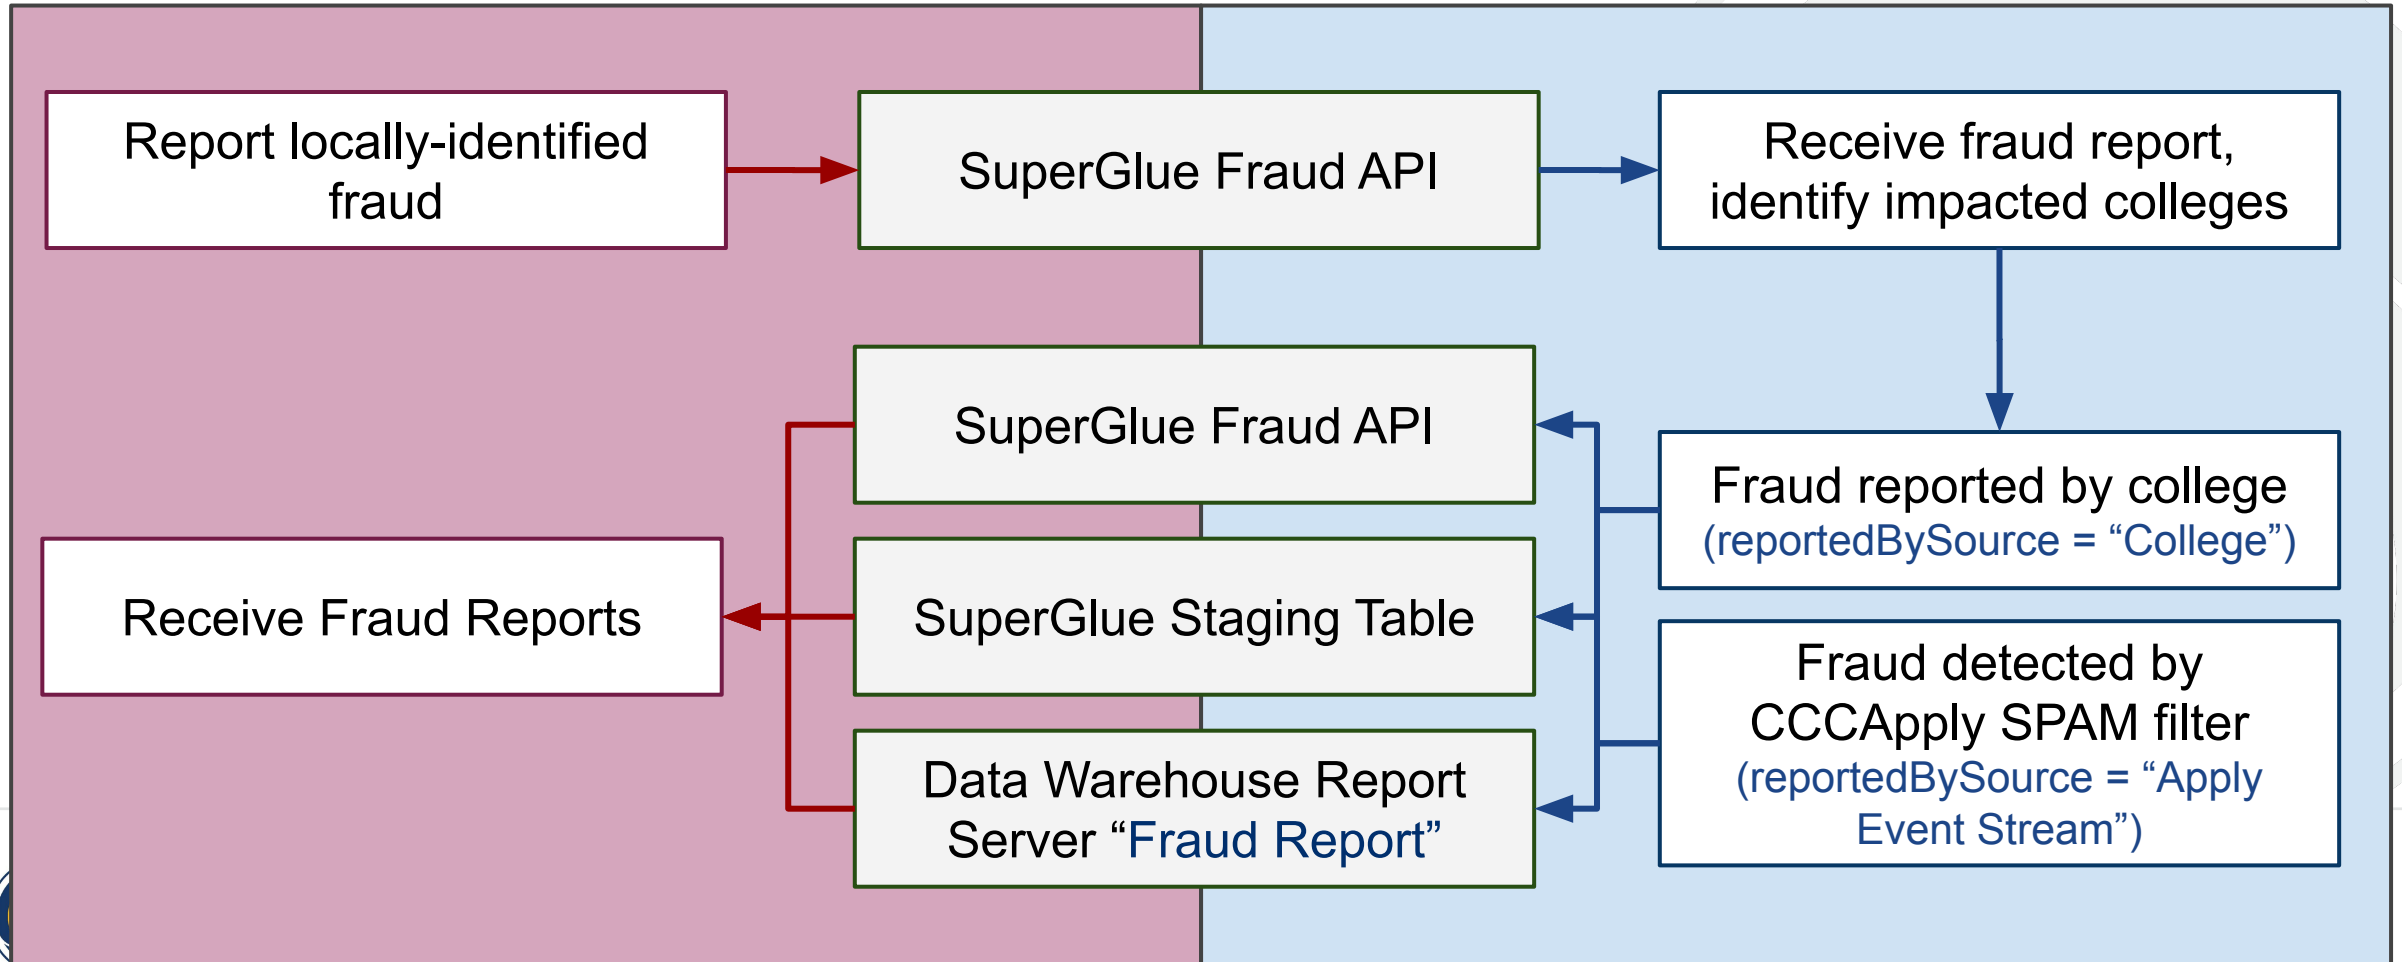 Report locally-identified
fraud
SuperGlue Fraud API
Receive fraud report,
identify impacted colleges
SuperGlue Fraud API
Fraud reported by college
(reportedBySource = “College”)
Receive Fraud Reports
SuperGlue Staging Table
Fraud detected by
CCCApply SPAM filter
(reportedBySource = “Apply
Event Stream”)
Data Warehouse Report
Server “Fraud Report”